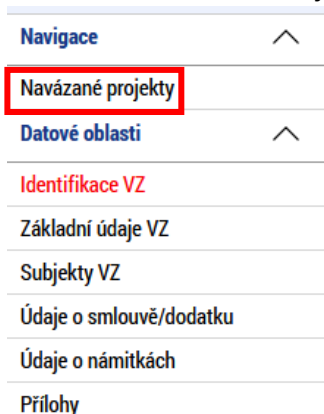 Navigace
Navázané projekty
Datové oblasti
Identifikace VZ
Základní údaje VZ
Subjekty VZ
Údaje o smlouvě/dodatku
Údaje o námitkách
Přílohy